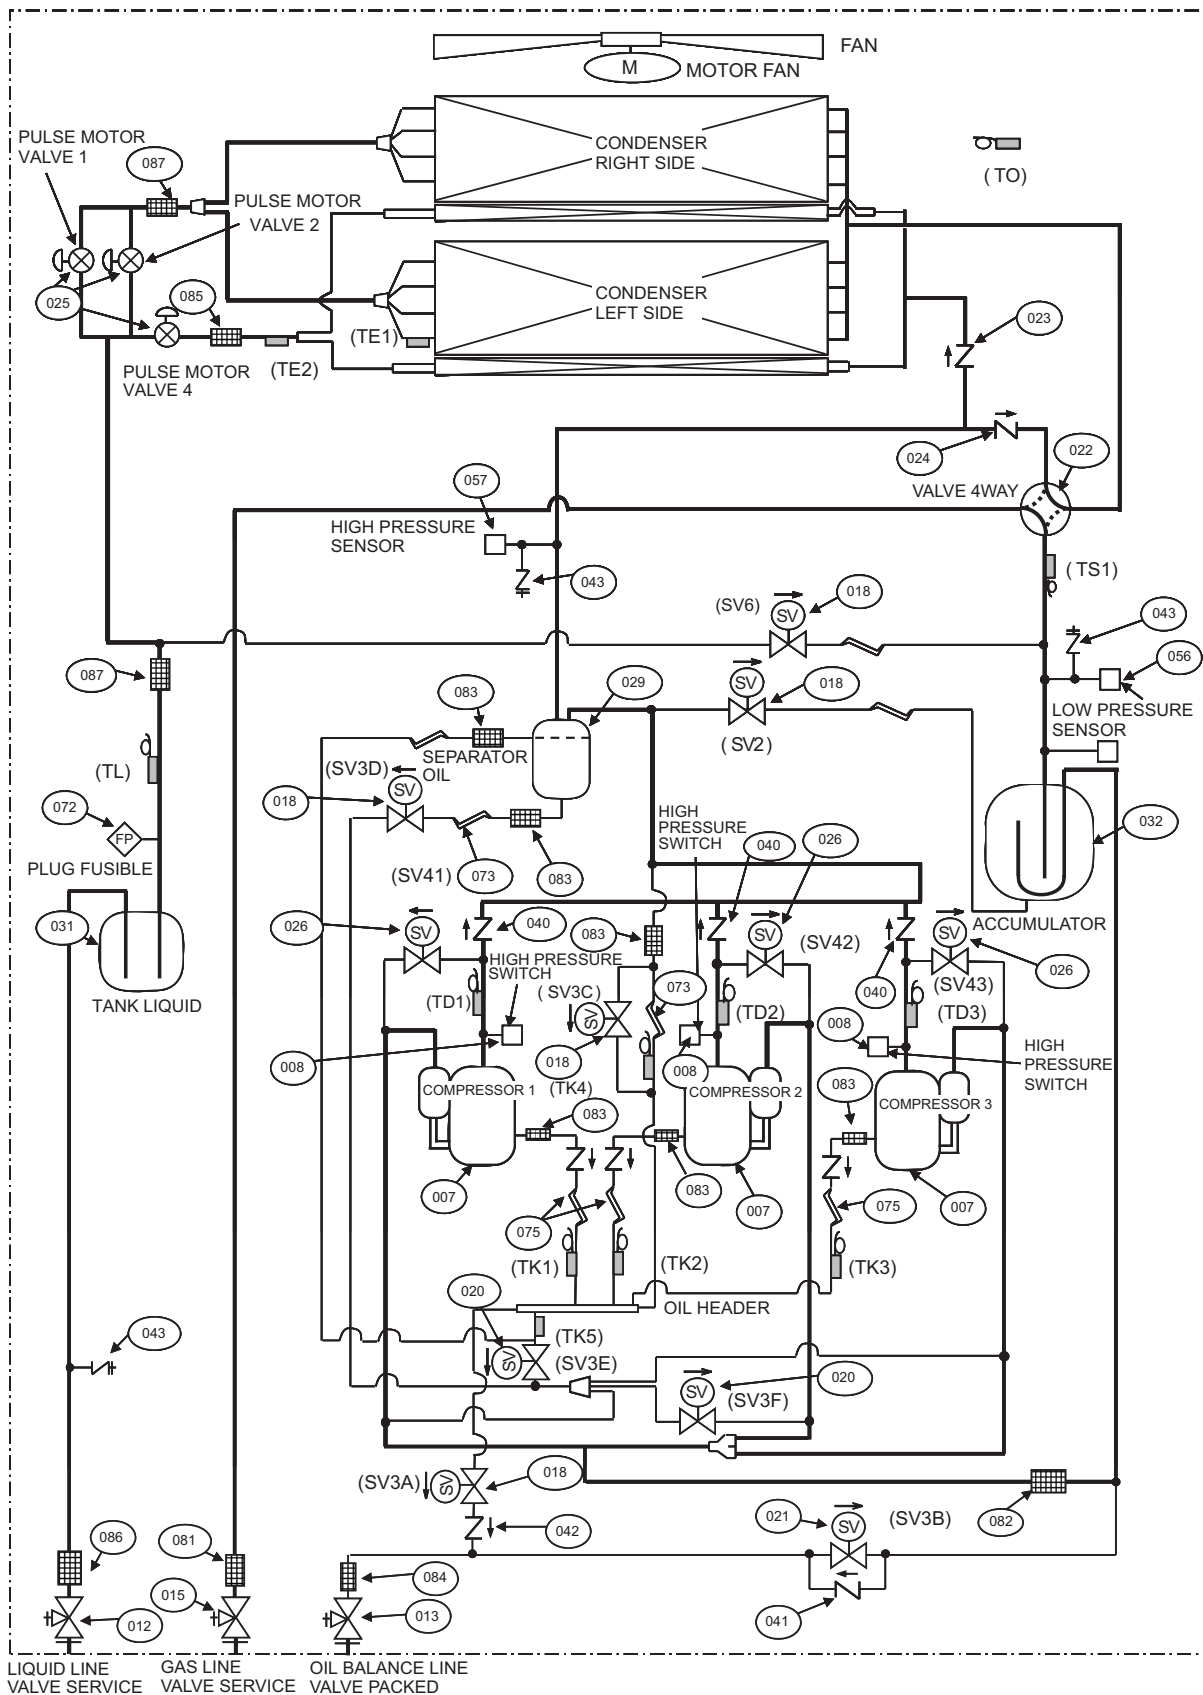 FAN
M
MOTOR FAN
PULSE MOTOR
VALVE 1
087
CONDENSER
RIGHT SIDE
( TO)
PULSE MOTOR
VALVE 2
025
085
CONDENSER
LEFT SIDE
(TE1)
(TE2)
023
PULSE MOTOR
VALVE 4
024
022
VALVE 4WAY
057
HIGH PRESSURE
SENSOR
043
( TS1)
(SV6)
SV
018
043
056
087
083
029
SV
018
LOW PRESSURE
SENSOR
( SV2)
SEPARATOR
OIL
(TL)
(SV3D)
SV
018
072
FP
PLUG FUSIBLE
HIGH
PRESSURE
SWITCH
040
026
032
(SV41)
073
083
031
026
SV
040
083
SV
(SV42)
SV
ACCUMULATOR
026
TANK LIQUID
HIGH PRESSURE
SWITCH
(TD1)
( SV3C)
073
(TD2)
040
(SV43)
(TD3)
SV
008
018
008
008
HIGH
PRESSURE
SWITCH
(TK4)
COMPRESSOR 1
COMPRESSOR 2
083
COMPRESSOR 3
083
007
083
007
007
075
075
(TK1)
(TK2)
(TK3)
020
OIL HEADER
043
(TK5)
SV
(SV3E)
SV
020
(SV3F)
(SV3A)
SV
018
021
SV
(SV3B)
082
042
086
081
084
015
012
013
041
LIQUID LINE
VALVE SERVICE
GAS LINE
VALVE SERVICE
OIL BALANCE LINE
VALVE PACKED